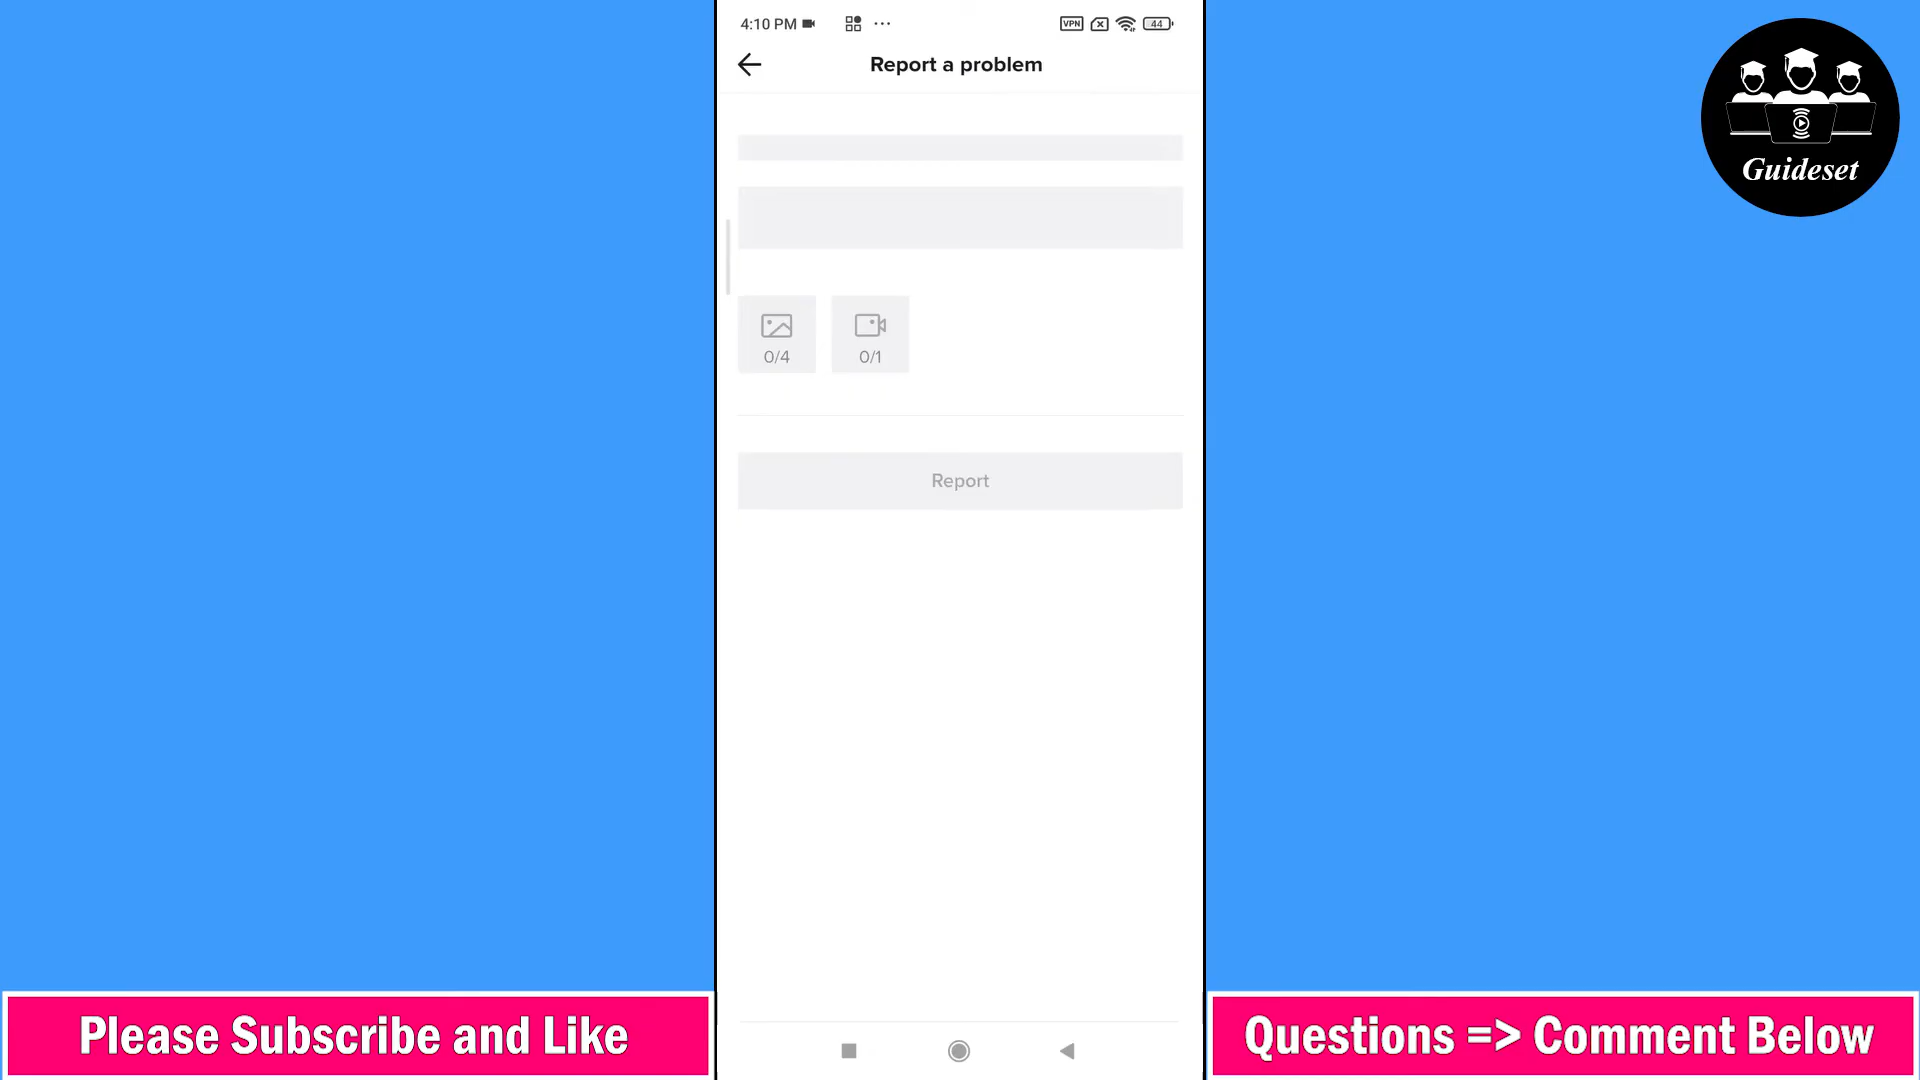 4:10 PM
VPN
44
Report a problem
Guideset
0/4
0/1
Report
Please Subscribe and Like
Questions => Comment Below